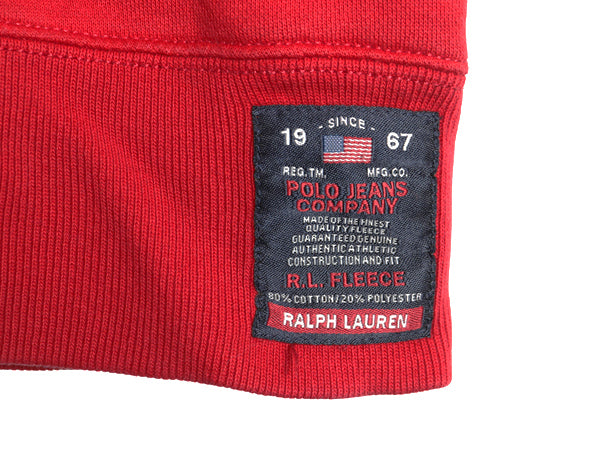 - SINCE -
19 67
REG.TM. MFG.CO.
POLO JEANS
COMPANY
MADE OF THE FINEST
QUALITY FLEECE
GUARANTEED GENUINE
AUTHENTIC ATHLETIC
CONSTRUCTION AND FIT
R.L. FLEECE
80% COTTON/20% POLYESTER
RALPH LAUREN